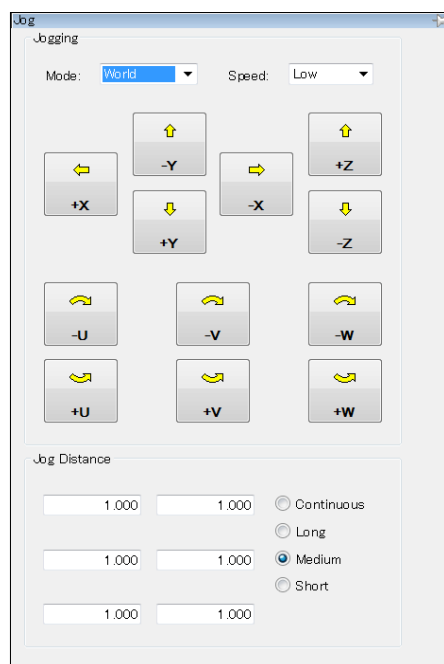 Jog
Jogging
Mode: World Speed: Low
-Y +Z
+X -X
+Y -Z
-U -V -W
+U +V +W
Jog Distance
1.000 1.000 Continuous
Long
1.000 1.000 Medium
Short
1.000 1.000